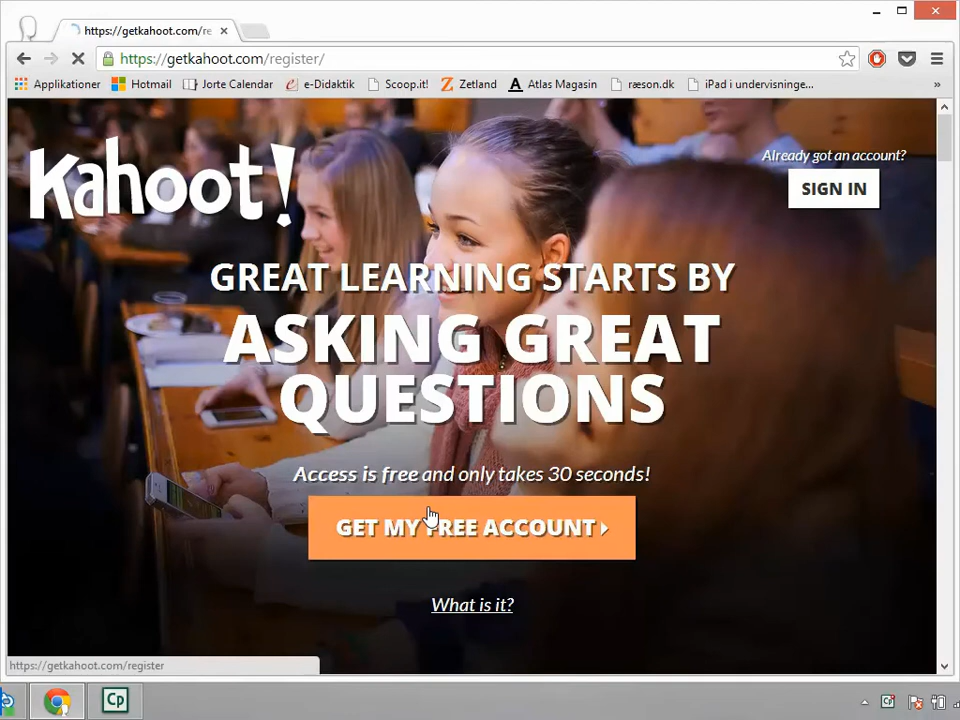 https://getkahoot.com/re
https://getkahoot.com/register/
Applikationer Hotmail Jorte Calendar e-Didaktik Scoop.it! Zetland Atlas Magasin ræson.dk iPad i undervisninge... »
Kahoot!
Already got an account?
SIGN IN
GREAT LEARNING STARTS BY
ASKING GREAT
QUESTIONS
Access is free and only takes 30 seconds!
GET MY FREE ACCOUNT
What is it?
https://getkahoot.com/register
Cp